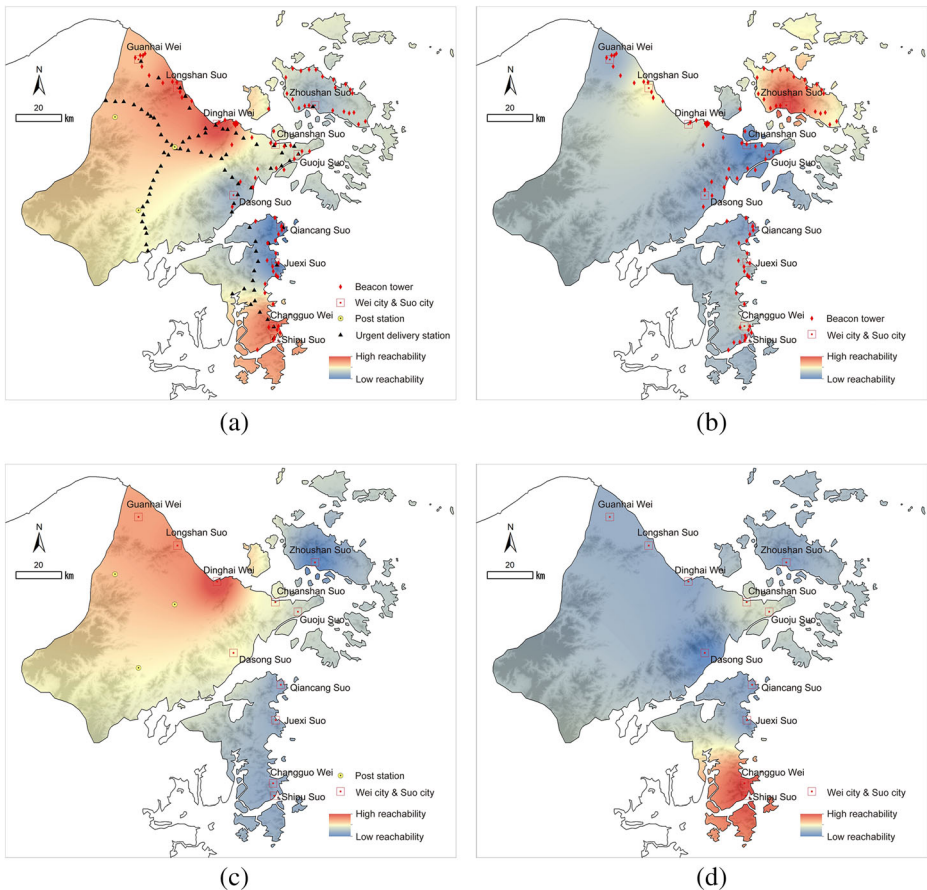 Guanhai Wei
N
Longshan Suo
Zhoushan Suo
20
km
Dinghai Wei
Chuanshan Suo
Guoju Suo
Dasong Suo
Qiancang Suo
Juexi Suo
Beacon tower
Wei city & Suo city
Changguo Wei
Post station
Urgent delivery station
Shipu Suo
High reachability
Low reachability
(a)
Guanhai Wei
N
Longshan Suo
Zhoushan Suo
20
km
Dinghai Wei
Chuanshan Suo
Guoju Suo
Dasong Suo
Qiancang Suo
Juexi Suo
Changguo Wei
Beacon tower
Wei city & Suo city
Shipu Suo
High reachability
Low reachability
(b)
Guanhai Wei
N
Longshan Suo
Zhoushan Suo
20
km
Dinghai Wei
Chuanshan Suo
Guoju Suo
Dasong Suo
Qiancang Suo
Juexi Suo
Changguo Wei
Post station
Wei city & Suo city
Shipu Suo
High reachability
Low reachability
(c)
Guanhai Wei
N
Longshan Suo
Zhoushan Suo
20
km
Dinghai Wei
Chuanshan Suo
Guoju Suo
Dasong Suo
Qiancang Suo
Juexi Suo
Changguo Wei
Wei city & Suo city
Shipu Suo
High reachability
Low reachability
(d)